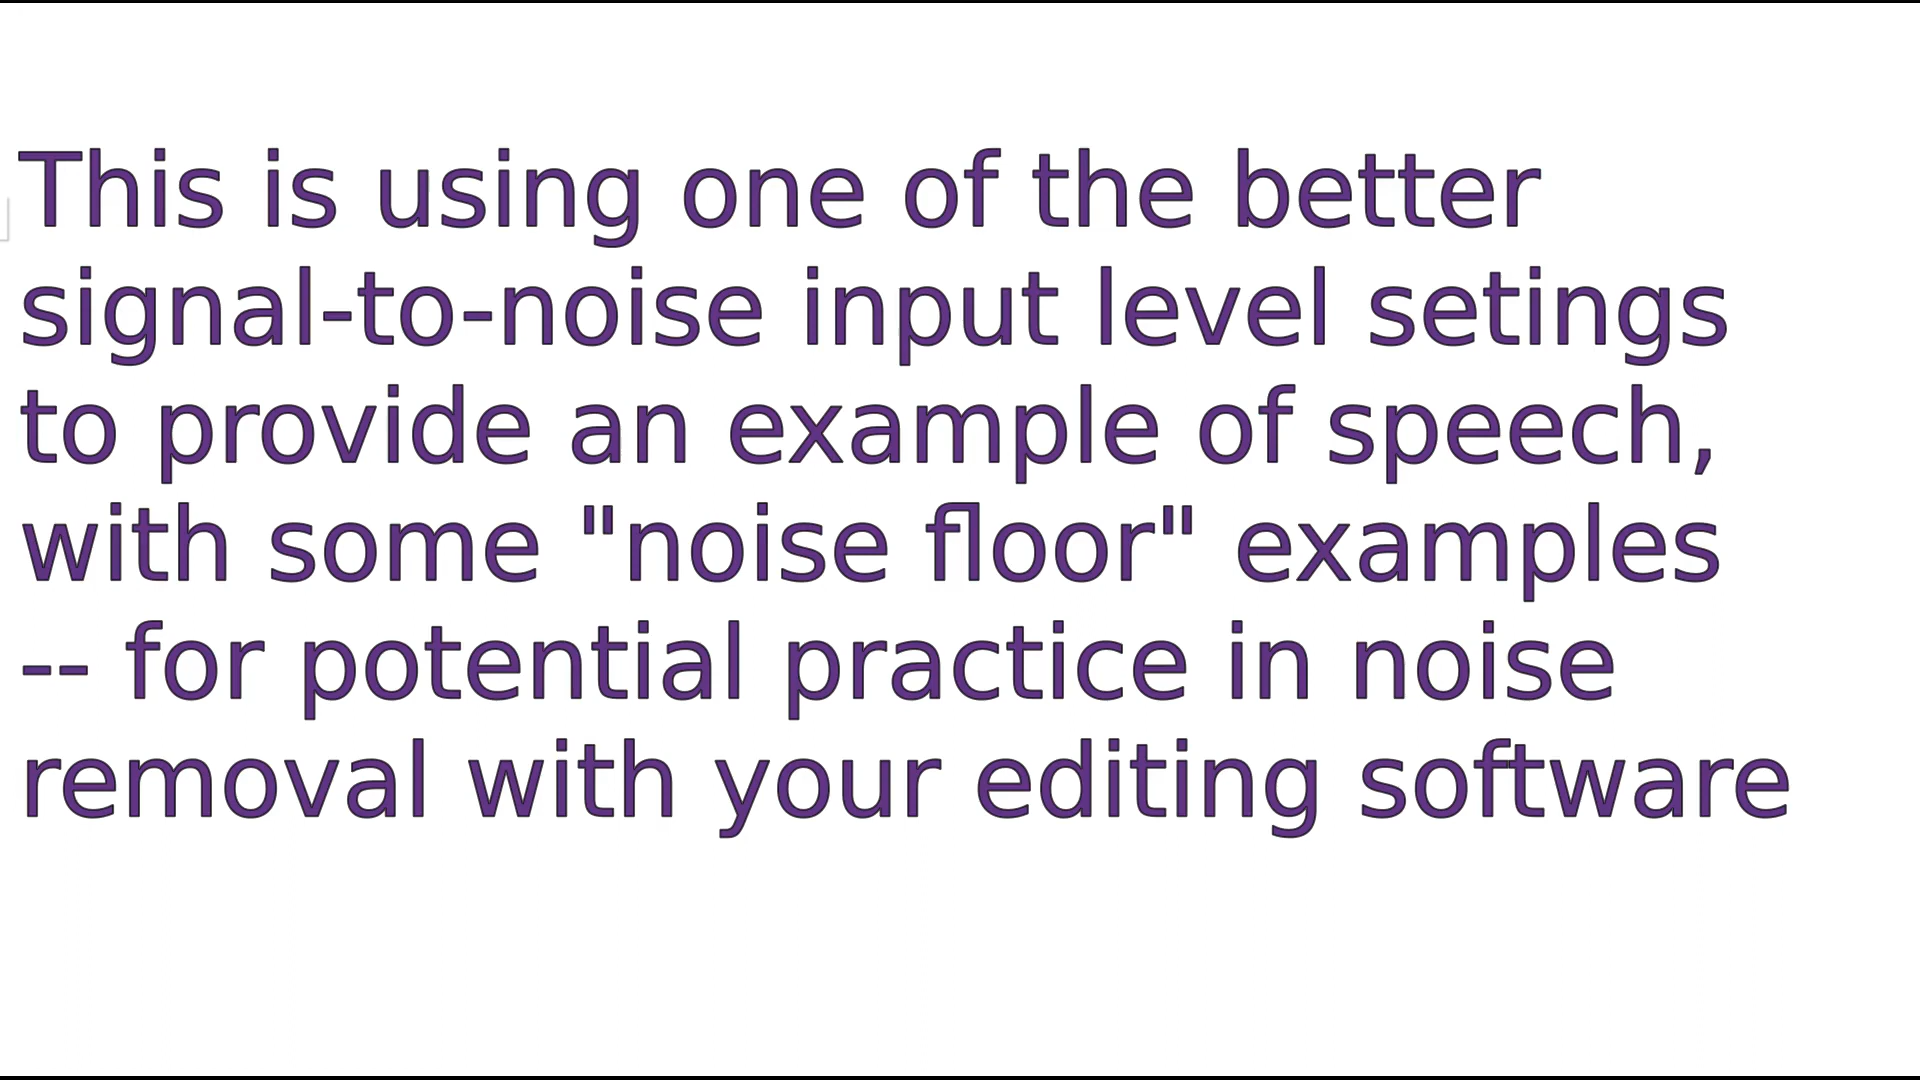 This is using one of the better
signal-to-noise input level setings
to provide an example of speech,
with some "noise floor" examples
-- for potential practice in noise
removal with your editing software